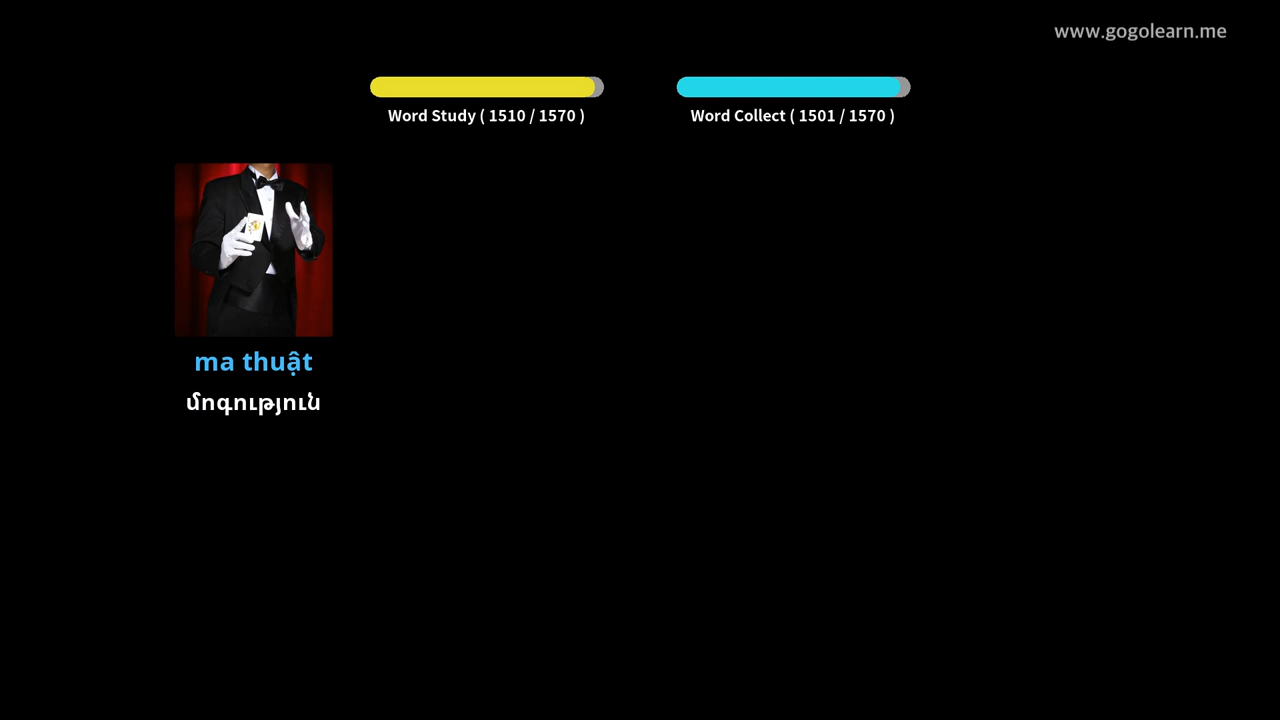 www.gogolearn.me
Word Study ( 1510 / 1570 )
Word Collect ( 1501 / 1570 )
ma thuật
մոգություն